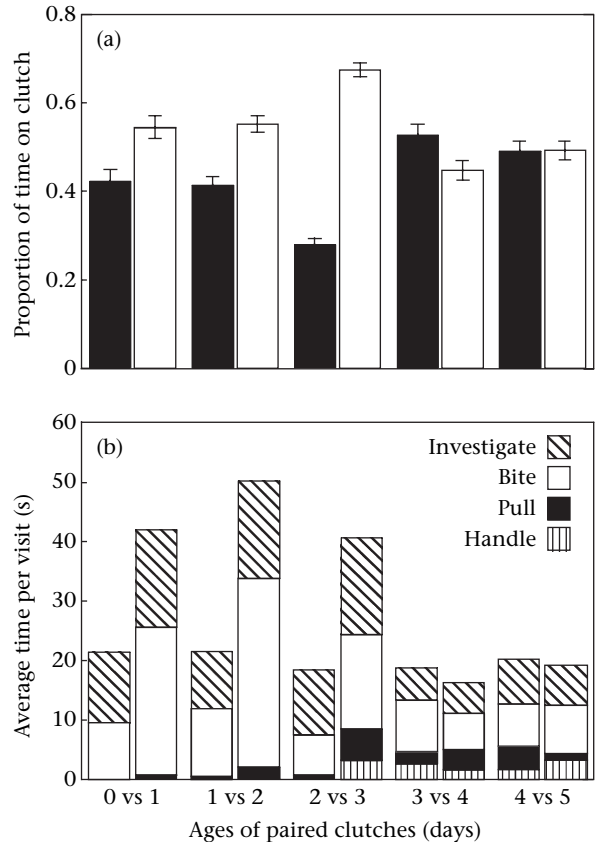 (a)
Proportion of time on clutch
0.8
0.6
0.4
0.2
0
(b)
Average time per visit (s)
60
50
40
30
20
10
0
Investigate
Bite
Pull
Handle
0 vs 1 1 vs 2 2 vs 3 3 vs 4 4 vs 5
Ages of paired clutches (days)